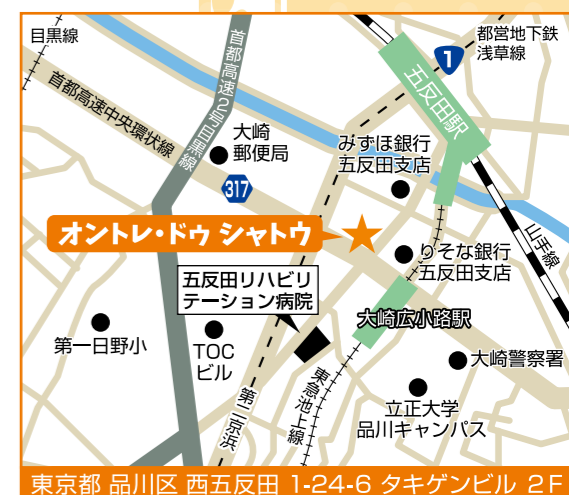 目黒線
都営地下鉄
浅草線
1
首都高速中央環状線
首都高速2号目黒線
五反田駅
大崎
郵便局
みずほ銀行
五反田支店
317
オントレ・ドゥ シャトウ
りそな銀行
五反田支店
山手線
五反田リハビリ
テーション病院
大崎広小路駅
第一日野小
TOC
ビル
大崎警察署
第二京浜
東急池上線
立正大学
品川キャンパス
東京都 品川区 西五反田 1-24-6 タキゲンビル 2F